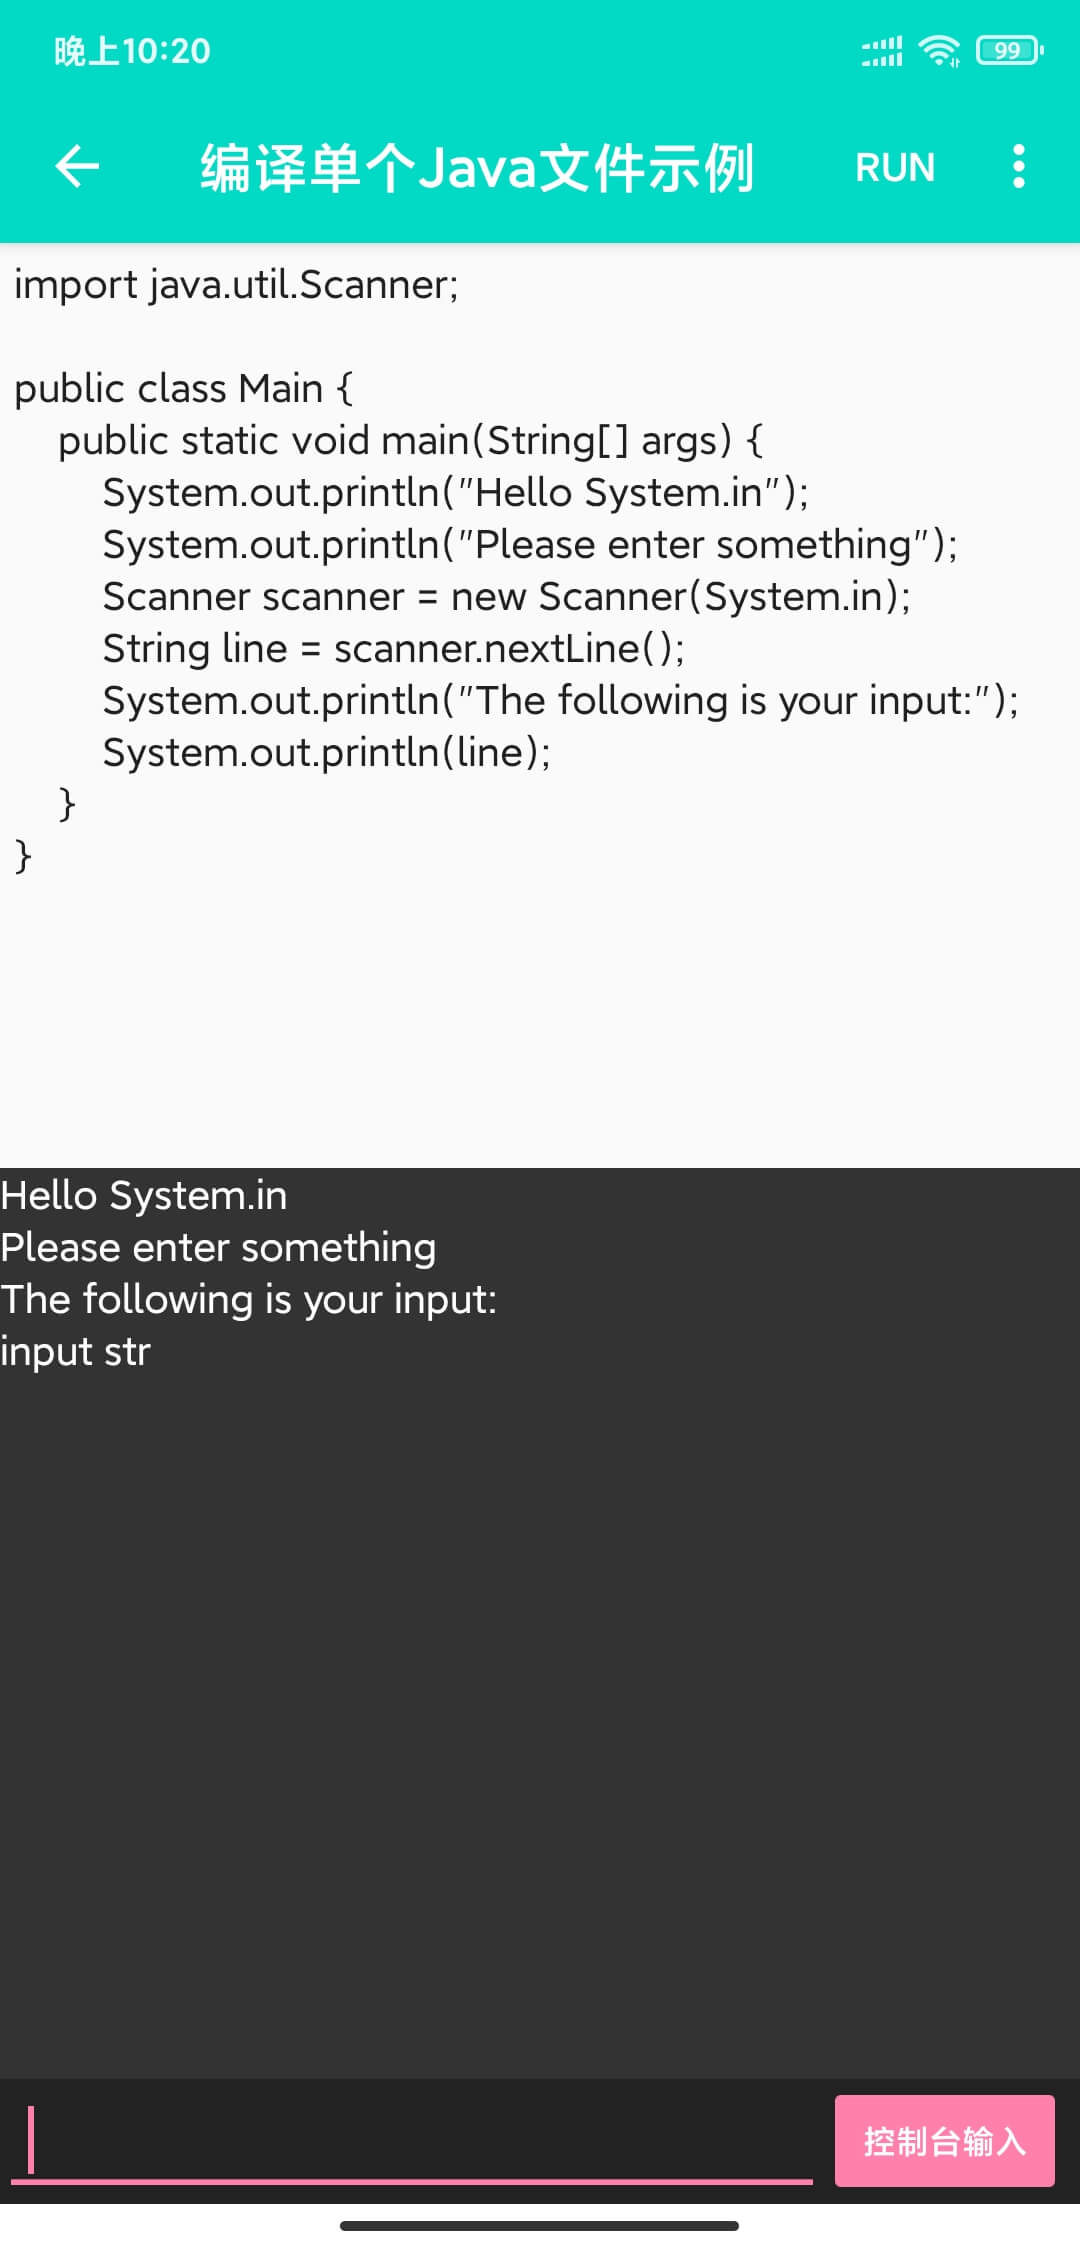 晚上10:20
99
编译单个Java文件示例
RUN
import java.util.Scanner;

public class Main {
    public static void main(String[] args) {
        System.out.println("Hello System.in");
        System.out.println("Please enter something");
        Scanner scanner = new Scanner(System.in);
        String line = scanner.nextLine();
        System.out.println("The following is your input:");
        System.out.println(line);
    }
}
Hello System.in
Please enter something
The following is your input:
input str
控制台输入